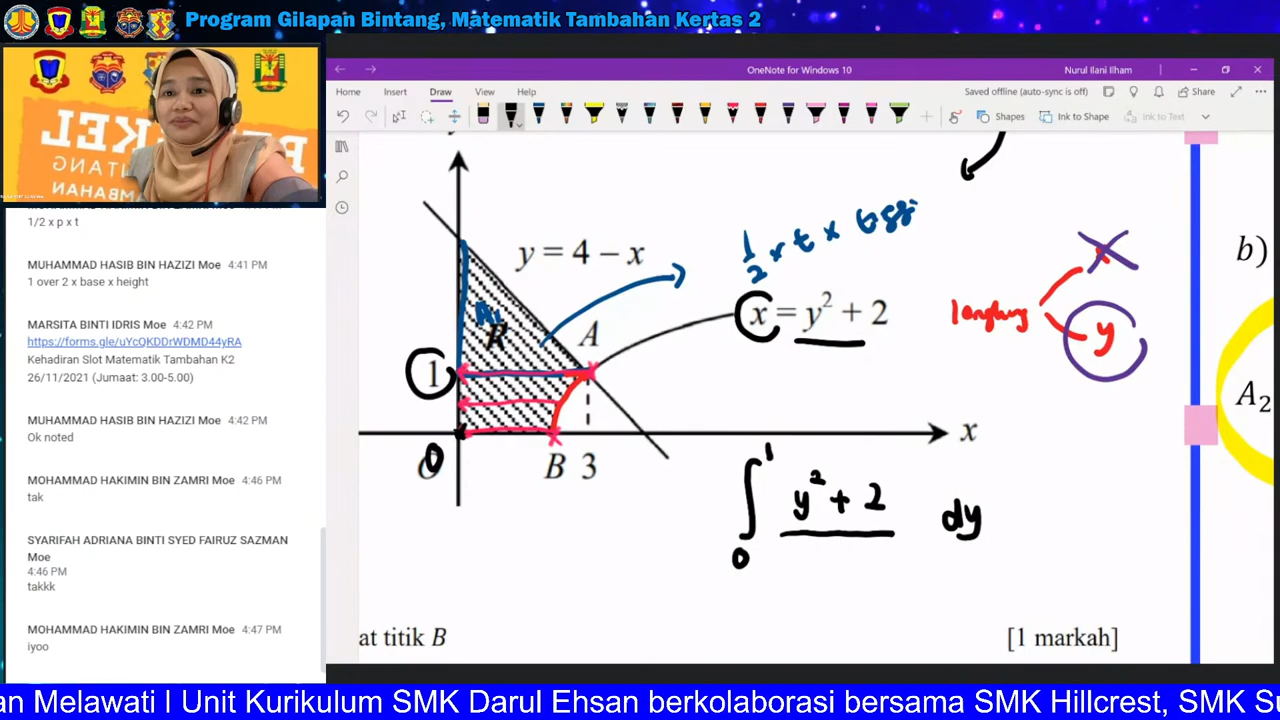 Program Gilapan Bintang, Matematik Tambahan Kertas 2
OneNote for Windows 10
Nurul Ilani Ilham
Home Insert Draw View Help
Saved offline (auto-sync is off)
Share
Shapes
Ink to Shape
Ink to Text
1/2 x p x t
MUHAMMAD HASIB BIN HAZIZI Moe 4:41 PM
1 over 2 x base x height
MARSITA BINTI IDRIS Moe 4:42 PM
https://forms.gle/uYcQKDDrWDMD44yRA
Kehadiran Slot Matematik Tambahan K2
26/11/2021 (Jumaat: 3.00-5.00)
MUHAMMAD HASIB BIN HAZIZI Moe 4:42 PM
Ok noted
MOHAMMAD HAKIMIN BIN ZAMRI Moe 4:46 PM
tak
SYARIFAH ADRIANA BINTI SYED FAIRUZ SAZMAN
Moe
4:46 PM
takkk
MOHAMMAD HAKIMIN BIN ZAMRI Moe 4:47 PM
iyoo
y = 4 – x
1/2 x t x
x = y² + 2
A₁
R
A
1
0
B 3
x
x
y
b)
A₂
∫₀¹ y² + 2 dy
at titik B
[1 markah]
an Melawati I Unit Kurikulum SMK Darul Ehsan berkolaborasi bersama SMK Hillcrest, SMK Su